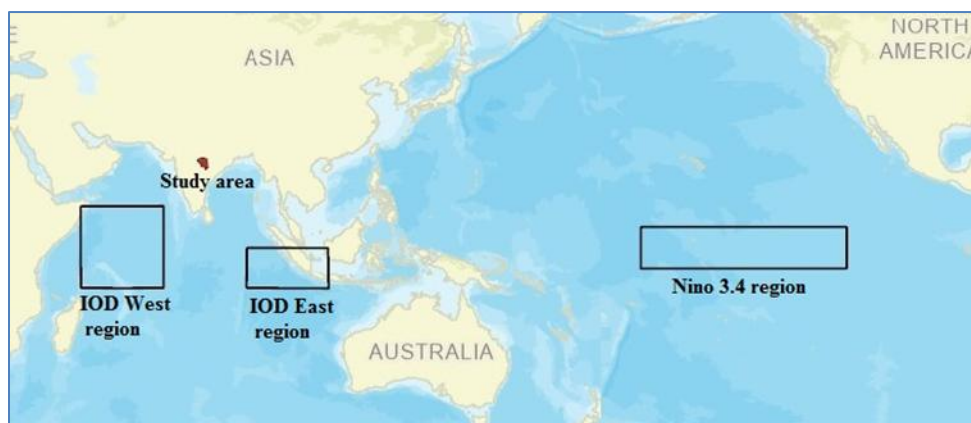 E
ASIA
NORTH
AMERICA
Study area
IOD West
region
IOD East
region
Nino 3.4 region
AUSTRALIA